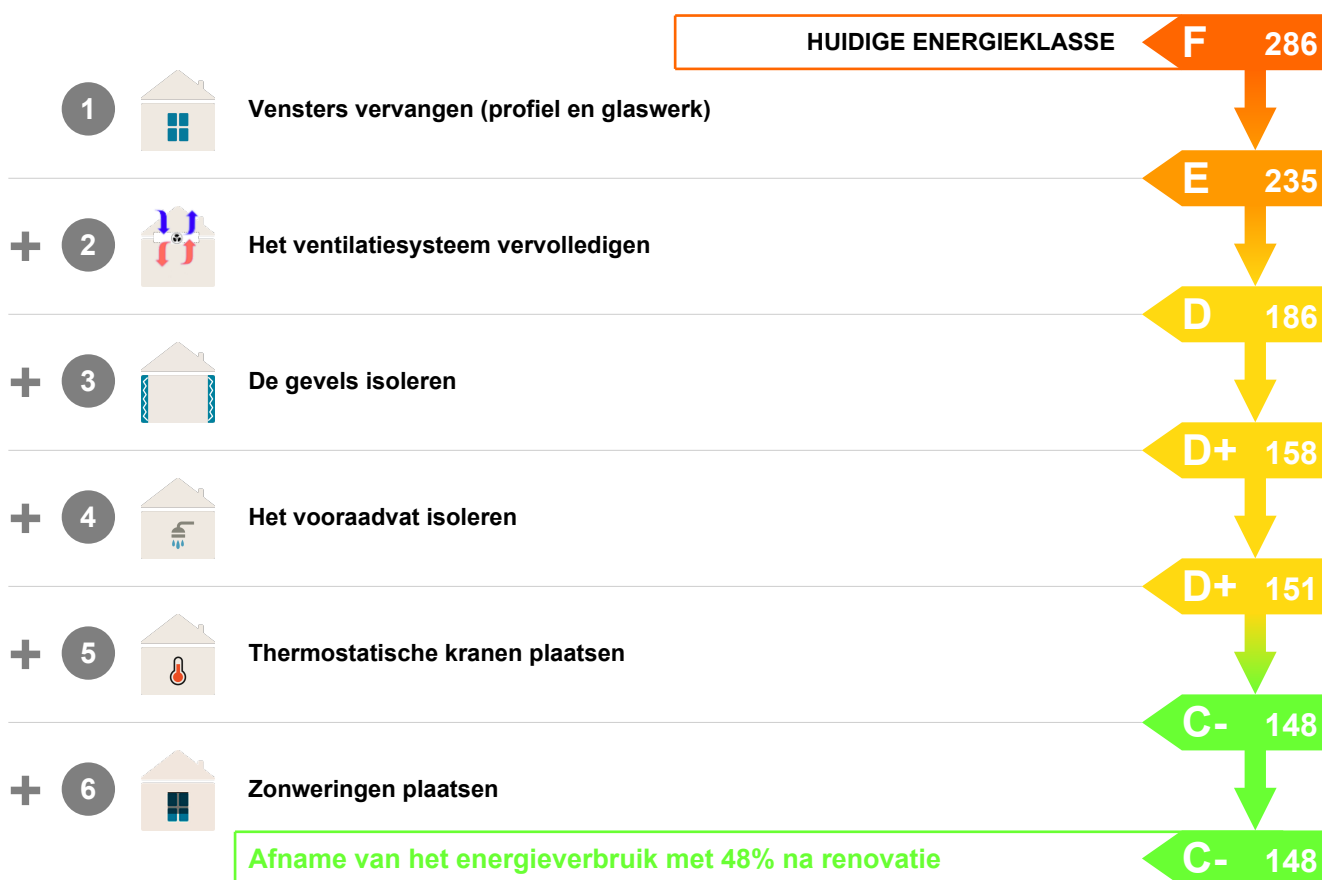 HUIDIGE ENERGIEKLASSE F 286
1 Vensters vervangen (profiel en glaswerk)
E 235
+ 2 Het ventilatiesysteem vervolledigen
D 186
+ 3 De gevels isoleren
D+ 158
+ 4 Het vooraadvat isoleren
D+ 151
+ 5 Thermostatische kranen plaatsen
C- 148
+ 6 Zonweringen plaatsen
Afname van het energieverbruik met 48% na renovatie C- 148